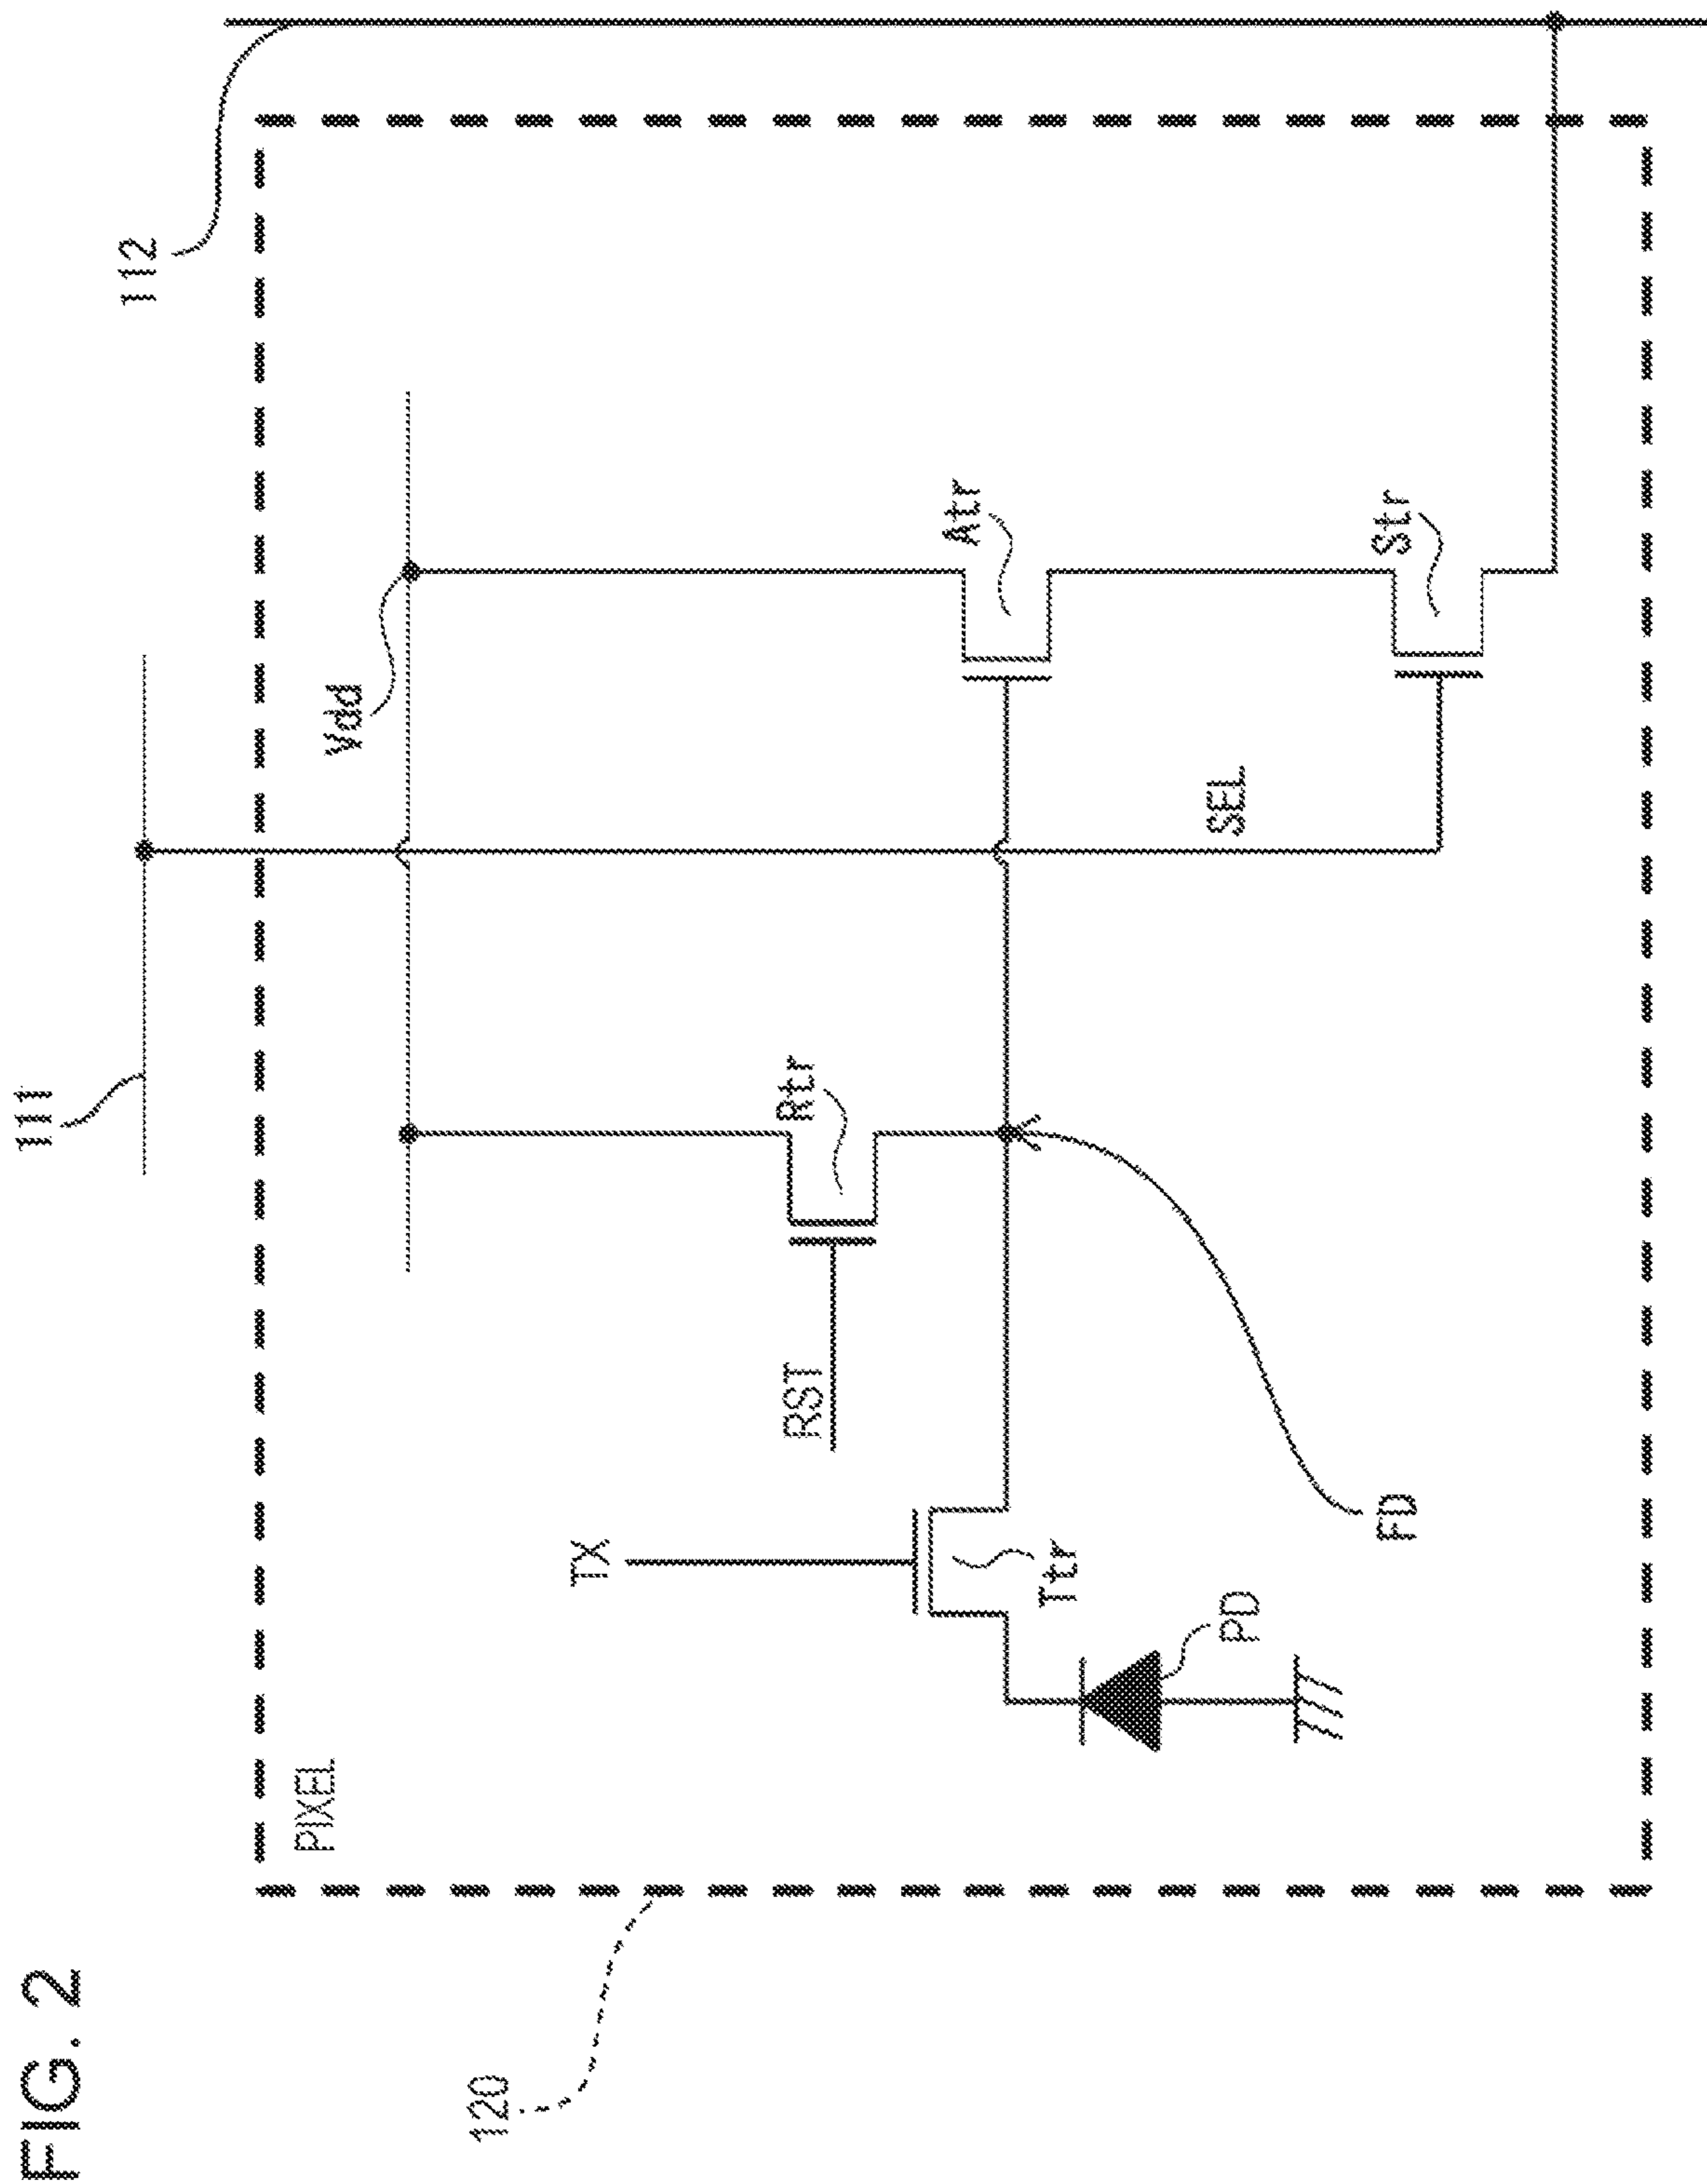 FIG. 2
111
112
120
PIXEL
Vdd
TX
RST
Rtr
Atr
SEL
Ttr
PD
FD
Str